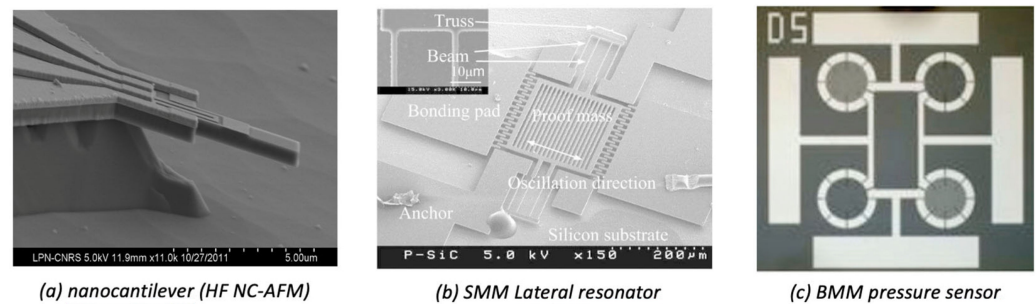 LPN-CNRS 5.0kV 11.9mm x11.0k 10/27/2011 5.00um
(a) nanocantilever (HF NC-AFM)
Truss
Beam
10μm
Bonding pad
Proof mass
Oscillation direction
Anchor
Silicon substrate
P-SiC 5.0 kV x150 200μm
(b) SMM Lateral resonator
DS
(c) BMM pressure sensor